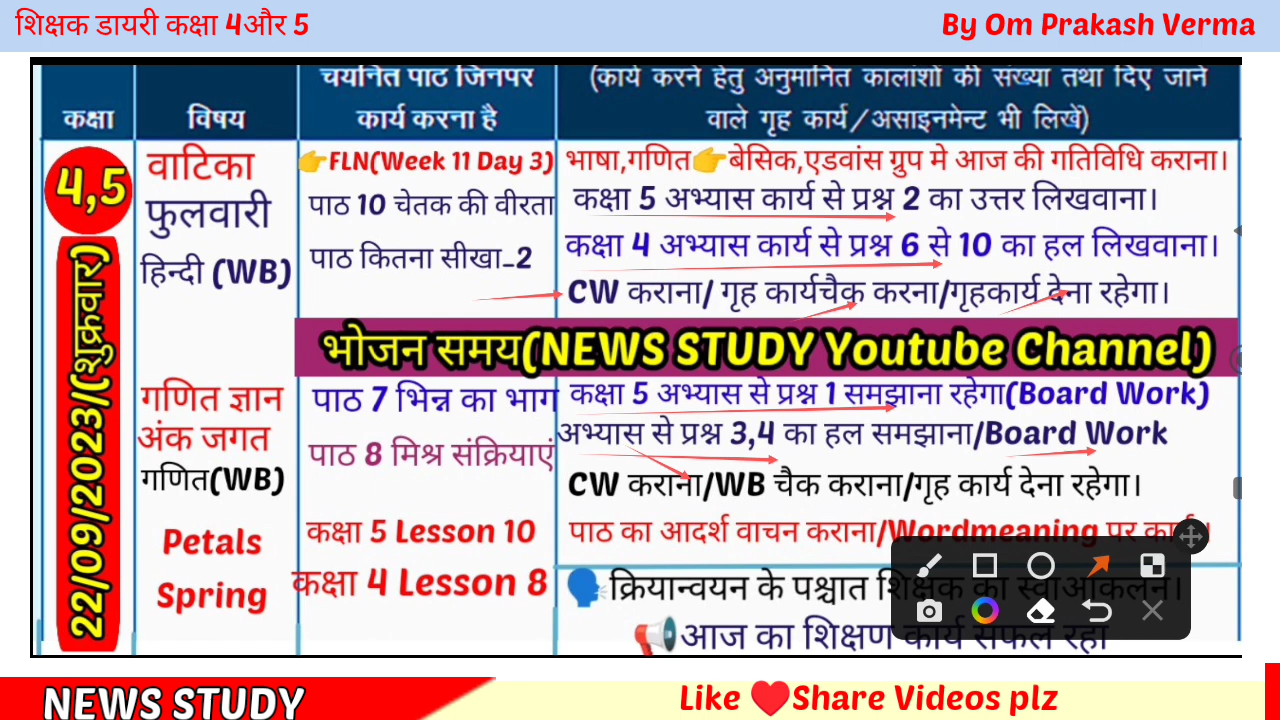 शिक्षक डायरी कक्षा 4और 5
By Om Prakash Verma
कक्षा
विषय
चयनित पाठ जिनपर
कार्य करना है
(कार्य करने हेतु अनुमानित कालांशों की संख्या तथा दिए जाने
वाले गृह कार्य/असाइनमेन्ट भी लिखें)
4,5
22/09/2023/(शुक्रवार)
वाटिका
👉FLN(Week 11 Day 3)
भाषा,गणित👉बेसिक,एडवांस ग्रुप मे आज की गतिविधि कराना।
फुलवारी
पाठ 10 चेतक की वीरता
कक्षा 5 अभ्यास कार्य से प्रश्न 2 का उत्तर लिखवाना।
हिन्दी (WB)
पाठ कितना सीखा-2
कक्षा 4 अभ्यास कार्य से प्रश्न 6 से 10 का हल लिखवाना।
CW कराना/ गृह कार्यचैक करना/गृहकार्य देना रहेगा।
भोजन समय(NEWS STUDY Youtube Channel)
गणित ज्ञान
पाठ 7 भिन्न का भाग
कक्षा 5 अभ्यास से प्रश्न 1 समझाना रहेगा(Board Work)
अंक जगत
पाठ 8 मिश्र संक्रियाएं
अभ्यास से प्रश्न 3,4 का हल समझाना/Board Work
गणित(WB)
CW कराना/WB चैक कराना/गृह कार्य देना रहेगा।
Petals
कक्षा 5 Lesson 10
पाठ का आदर्श वाचन कराना/Wordmeaning पर
Spring
कक्षा 4 Lesson 8
🗣क्रियान्वयन के पश्चात शिक्षक का स्वाआकलन।
📢आज का शिक्षण कार्य सफल रहा
NEWS STUDY
Like ❤Share Videos plz